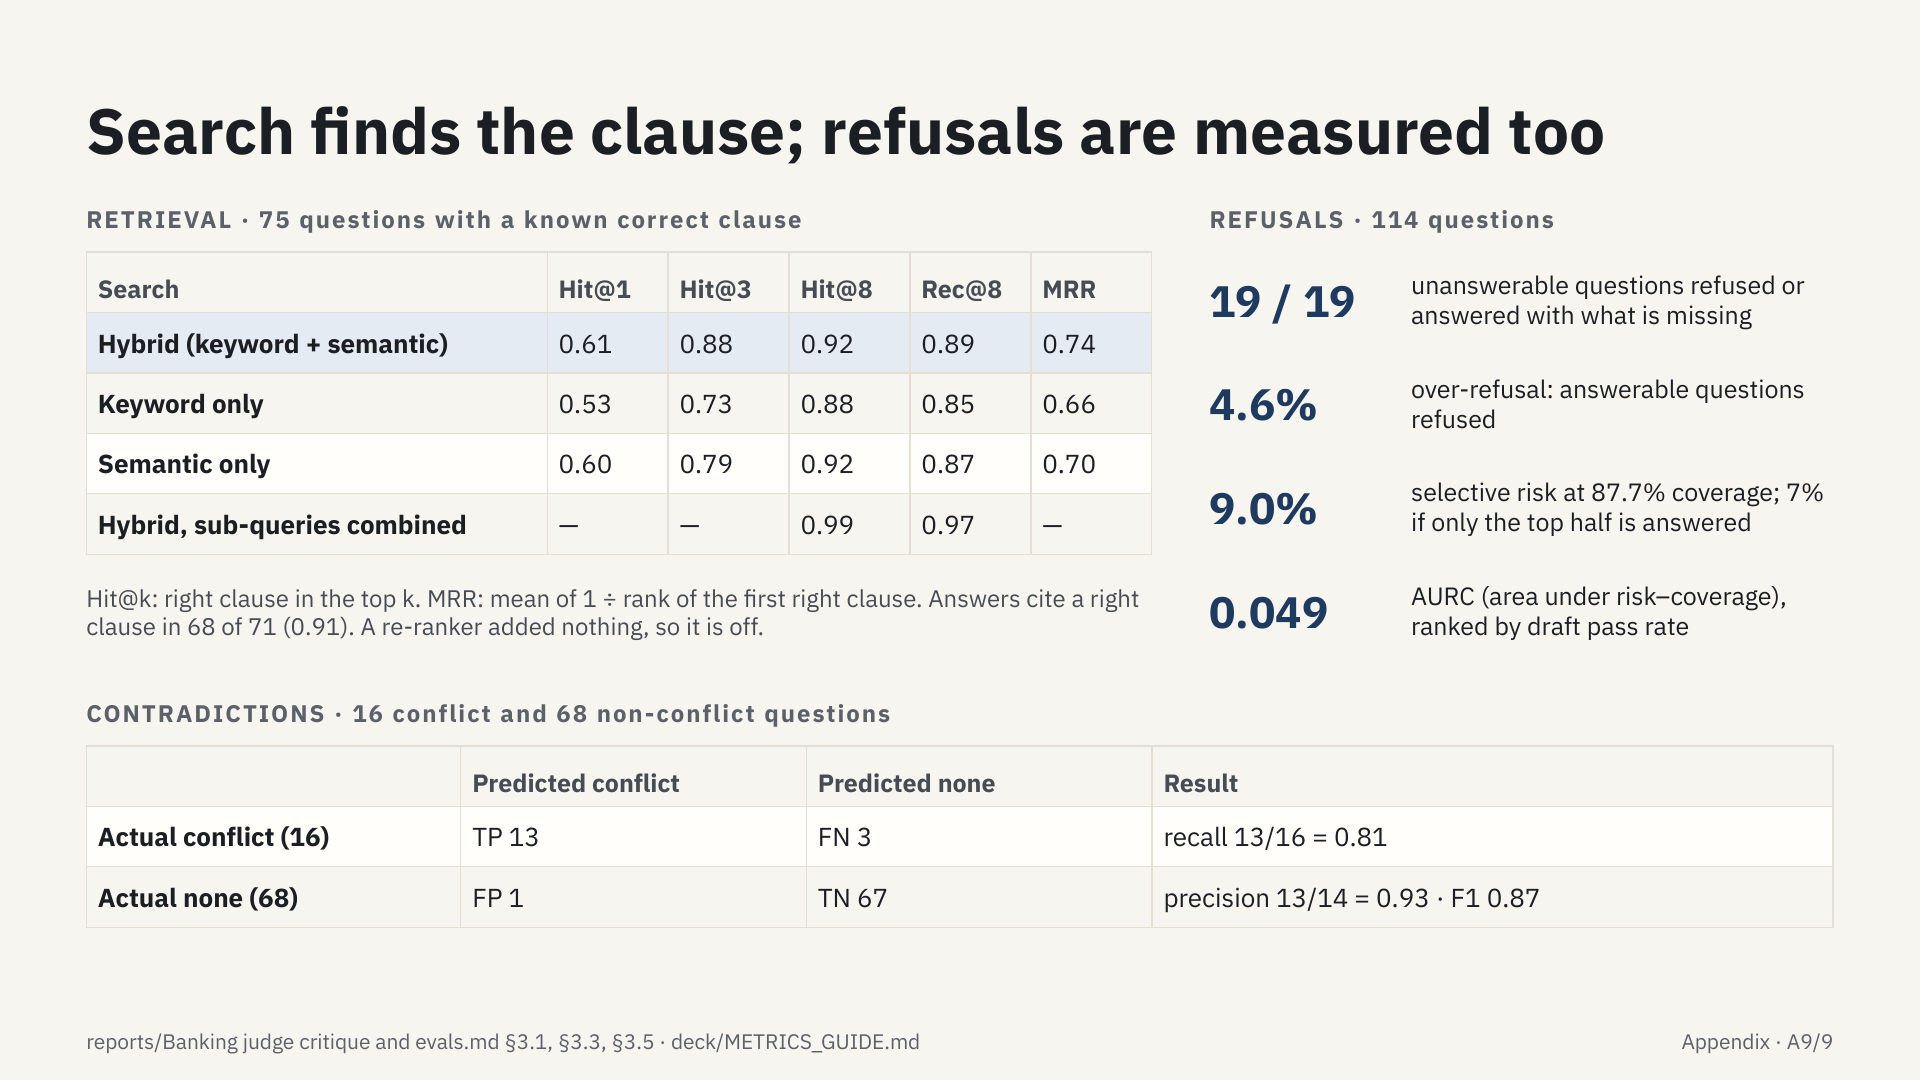 Search finds the clause; refusals are measured too
RETRIEVAL · 75 questions with a known correct clause
Search Hit@1 Hit@3 Hit@8 Rec@8 MRR
Hybrid (keyword + semantic) 0.61 0.88 0.92 0.89 0.74
Keyword only 0.53 0.73 0.88 0.85 0.66
Semantic only 0.60 0.79 0.92 0.87 0.70
Hybrid, sub-queries combined — — 0.99 0.97 —
Hit@k: right clause in the top k. MRR: mean of 1 ÷ rank of the first right clause. Answers cite a right
clause in 68 of 71 (0.91). A re-ranker added nothing, so it is off.
REFUSALS · 114 questions
19 / 19
unanswerable questions refused or
answered with what is missing
4.6%
over-refusal: answerable questions
refused
9.0%
selective risk at 87.7% coverage; 7%
if only the top half is answered
0.049
AURC (area under risk–coverage),
ranked by draft pass rate
CONTRADICTIONS · 16 conflict and 68 non-conflict questions
Predicted conflict Predicted none Result
Actual conflict (16) TP 13 FN 3 recall 13/16 = 0.81
Actual none (68) FP 1 TN 67 precision 13/14 = 0.93 · F1 0.87
reports/Banking judge critique and evals.md §3.1, §3.3, §3.5 · deck/METRICS_GUIDE.md
Appendix · A9/9